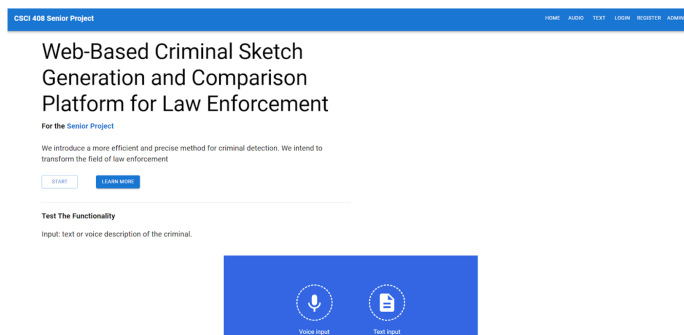 CSCI 408 Senior Project
HOME AUDIO TEXT LOGIN REGISTER ADMIN
Web-Based Criminal Sketch
Generation and Comparison
Platform for Law Enforcement
For the Senior Project
We introduce a more efficient and precise method for criminal detection. We intend to
transform the field of law enforcement
START LEARN MORE
Test The Functionality
Input: text or voice description of the criminal.
Voice input Text input